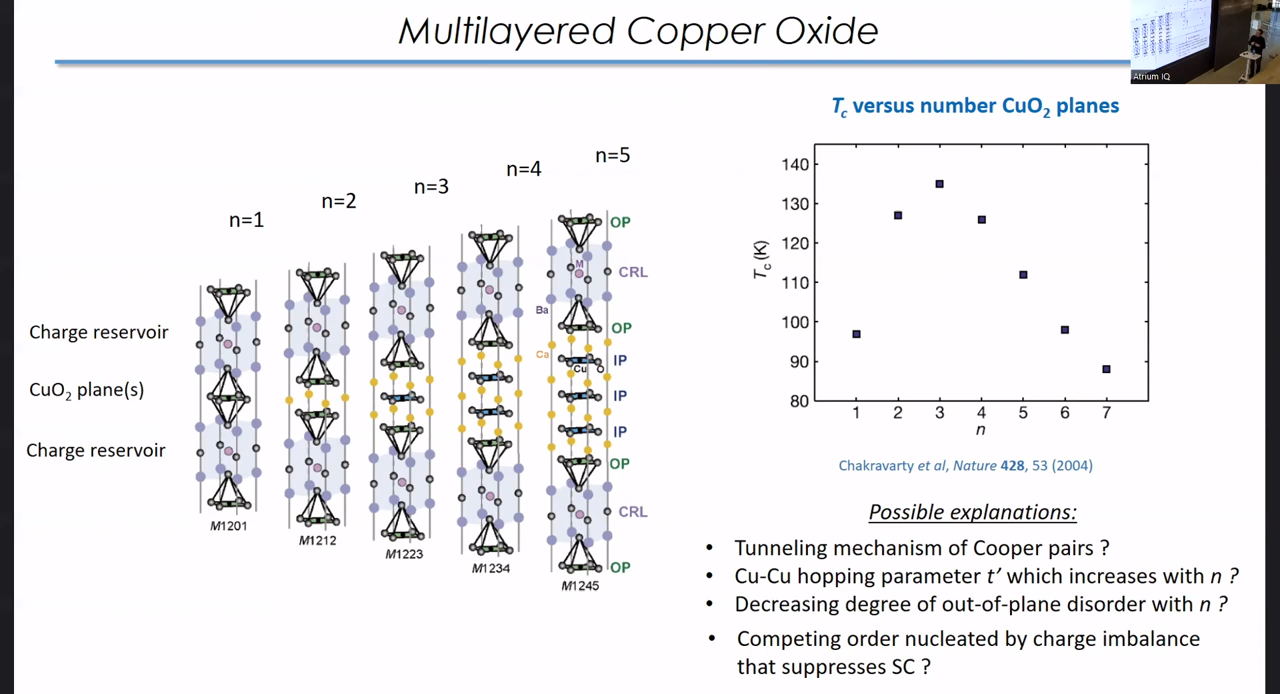 Multilayered Copper Oxide
Atrium IQ
n=1
n=2
n=3
n=4
n=5
Charge reservoir
CuO₂ plane(s)
Charge reservoir
OP
CRL
M
Ba
OP
Ca
IP
Cu
O
IP
IP
OP
CRL
OP
M1201
M1212
M1223
M1234
M1245
Tc versus number CuO₂ planes
Tc (K)
140
130
120
110
100
90
80
1 2 3 4 5 6 7
n
Chakravarty et al, Nature 428, 53 (2004)
Possible explanations:
• Tunneling mechanism of Cooper pairs ?
• Cu-Cu hopping parameter t’ which increases with n ?
• Decreasing degree of out-of-plane disorder with n ?
• Competing order nucleated by charge imbalance
that suppresses SC ?